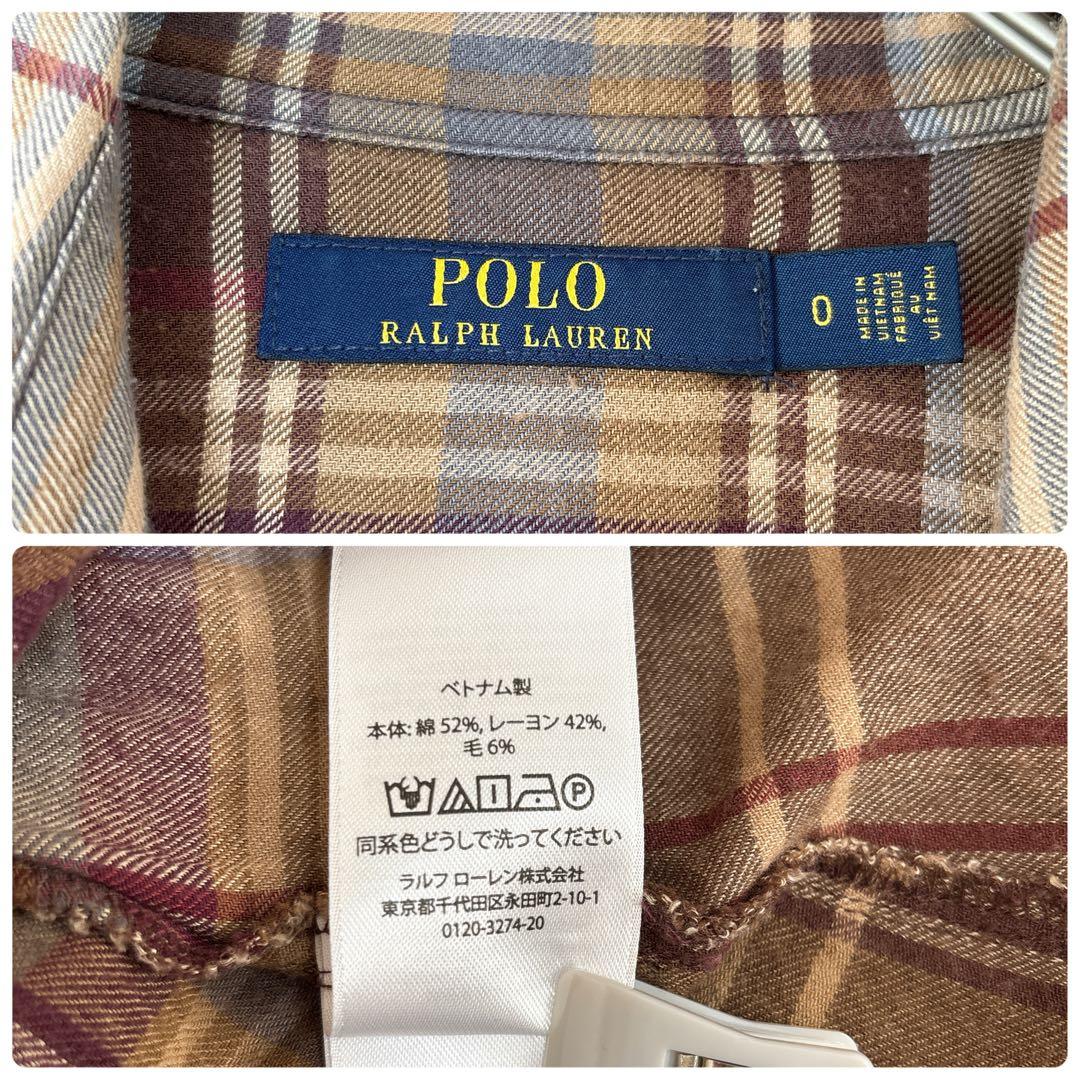 POLO
RALPH LAUREN
0
MADE IN
VIETNAM
FABRIQUÉ
AU
VIÊT NAM
ベトナム製
本体: 綿 52%, レーヨン 42%,
毛 6%
P
同系色どうしで洗ってください
ラルフ ローレン株式会社
東京都千代田区永田町2-10-1
0120-3274-20